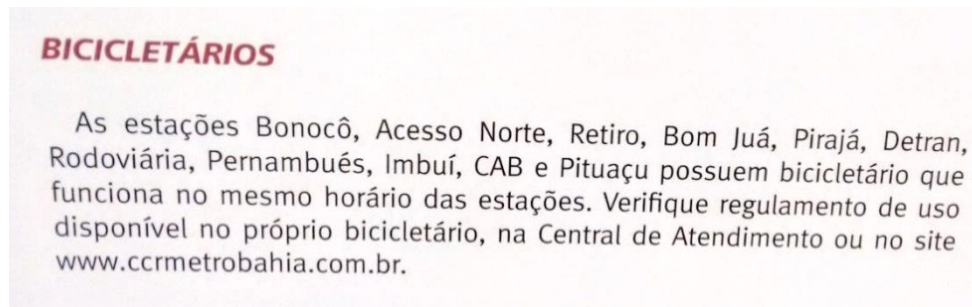 BICICLETÁRIOS
As estações Bonocô, Acesso Norte, Retiro, Bom Juá, Pirajá, Detran,
Rodoviária, Pernambués, Imbuí, CAB e Pituaçu possuem bicicletário que
funciona no mesmo horário das estações. Verifique regulamento de uso
disponível no próprio bicicletário, na Central de Atendimento ou no site
www.ccrmetrobahia.com.br.